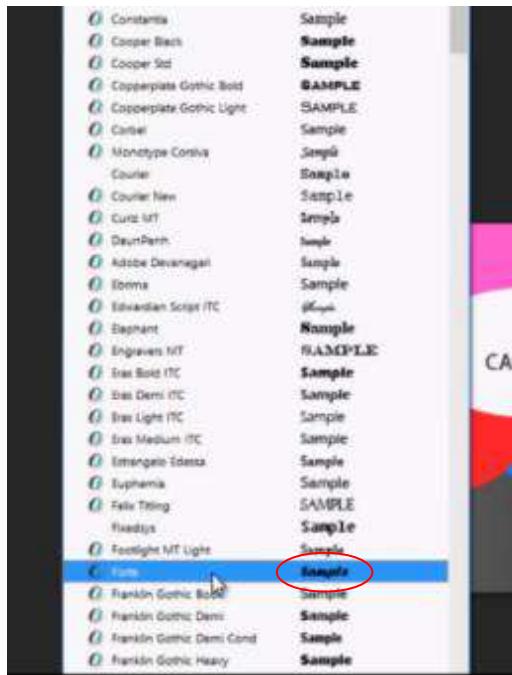 Constantia Sample
Cooper Black Sample
Cooper Std Sample
Copperplate Gothic Bold SAMPLE
Copperplate Gothic Light SAMPLE
Corbel Sample
Monotype Corsiva Sample
Courier Sample
Courier New Sample
Curlz MT Sample
DaunPenh Sample
Adobe Devanagari Sample
Ebrima Sample
Edwardian Script ITC Sample
Elephant Sample
Engravers MT SAMPLE
Eras Bold ITC Sample
CA
Eras Demi ITC Sample
Eras Light ITC Sample
Eras Medium ITC Sample
Estrangelo Edessa Sample
Euphemia Sample
Felix Titling SAMPLE
Fixedsys Sample
Footlight MT Light Sample
Forte Sample
Franklin Gothic Book Sample
Franklin Gothic Demi Sample
Franklin Gothic Demi Cond Sample
Franklin Gothic Heavy Sample